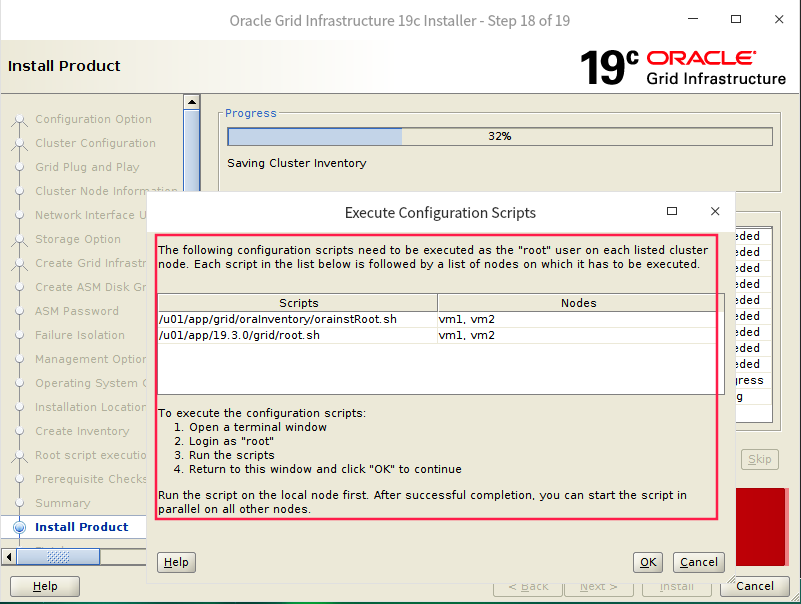 Oracle Grid Infrastructure 19c Installer - Step 18 of 19
Install Product
19c ORACLE
Grid Infrastructure
Configuration Option
Cluster Configuration
Grid Plug and Play
Cluster Node Information
Network Interface U
Storage Option
Create Grid Infrastr
Create ASM Disk Gr
ASM Password
Failure Isolation
Management Option
Operating System
Installation Location
Create Inventory
Root script executio
Prerequisite Checks
Summary
Install Product
Progress
32%
Saving Cluster Inventory
Execute Configuration Scripts
The following configuration scripts need to be executed as the "root" user on each listed cluster
node. Each script in the list below is followed by a list of nodes on which it has to be executed.
Scripts Nodes
/u01/app/grid/oraInventory/orainstRoot.sh vm1, vm2
/u01/app/19.3.0/grid/root.sh vm1, vm2
To execute the configuration scripts:
1. Open a terminal window
2. Login as "root"
3. Run the scripts
4. Return to this window and click "OK" to continue
Run the script on the local node first. After successful completion, you can start the script in
parallel on all other nodes.
Help OK Cancel
eded
eded
eded
eded
eded
eded
eded
eded
eded
gress
g
Skip
Help < Back Next > Install Cancel